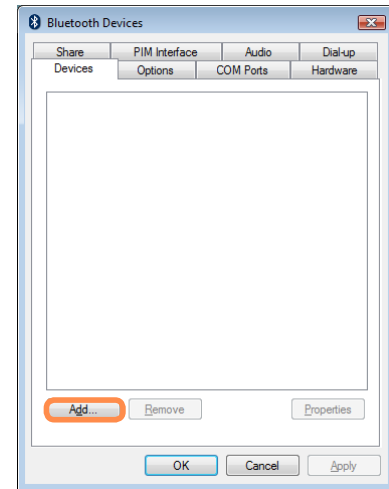 Bluetooth Devices
Share PIM Interface Audio Dial-up
Devices Options COM Ports Hardware
Add... Remove Properties
OK Cancel Apply